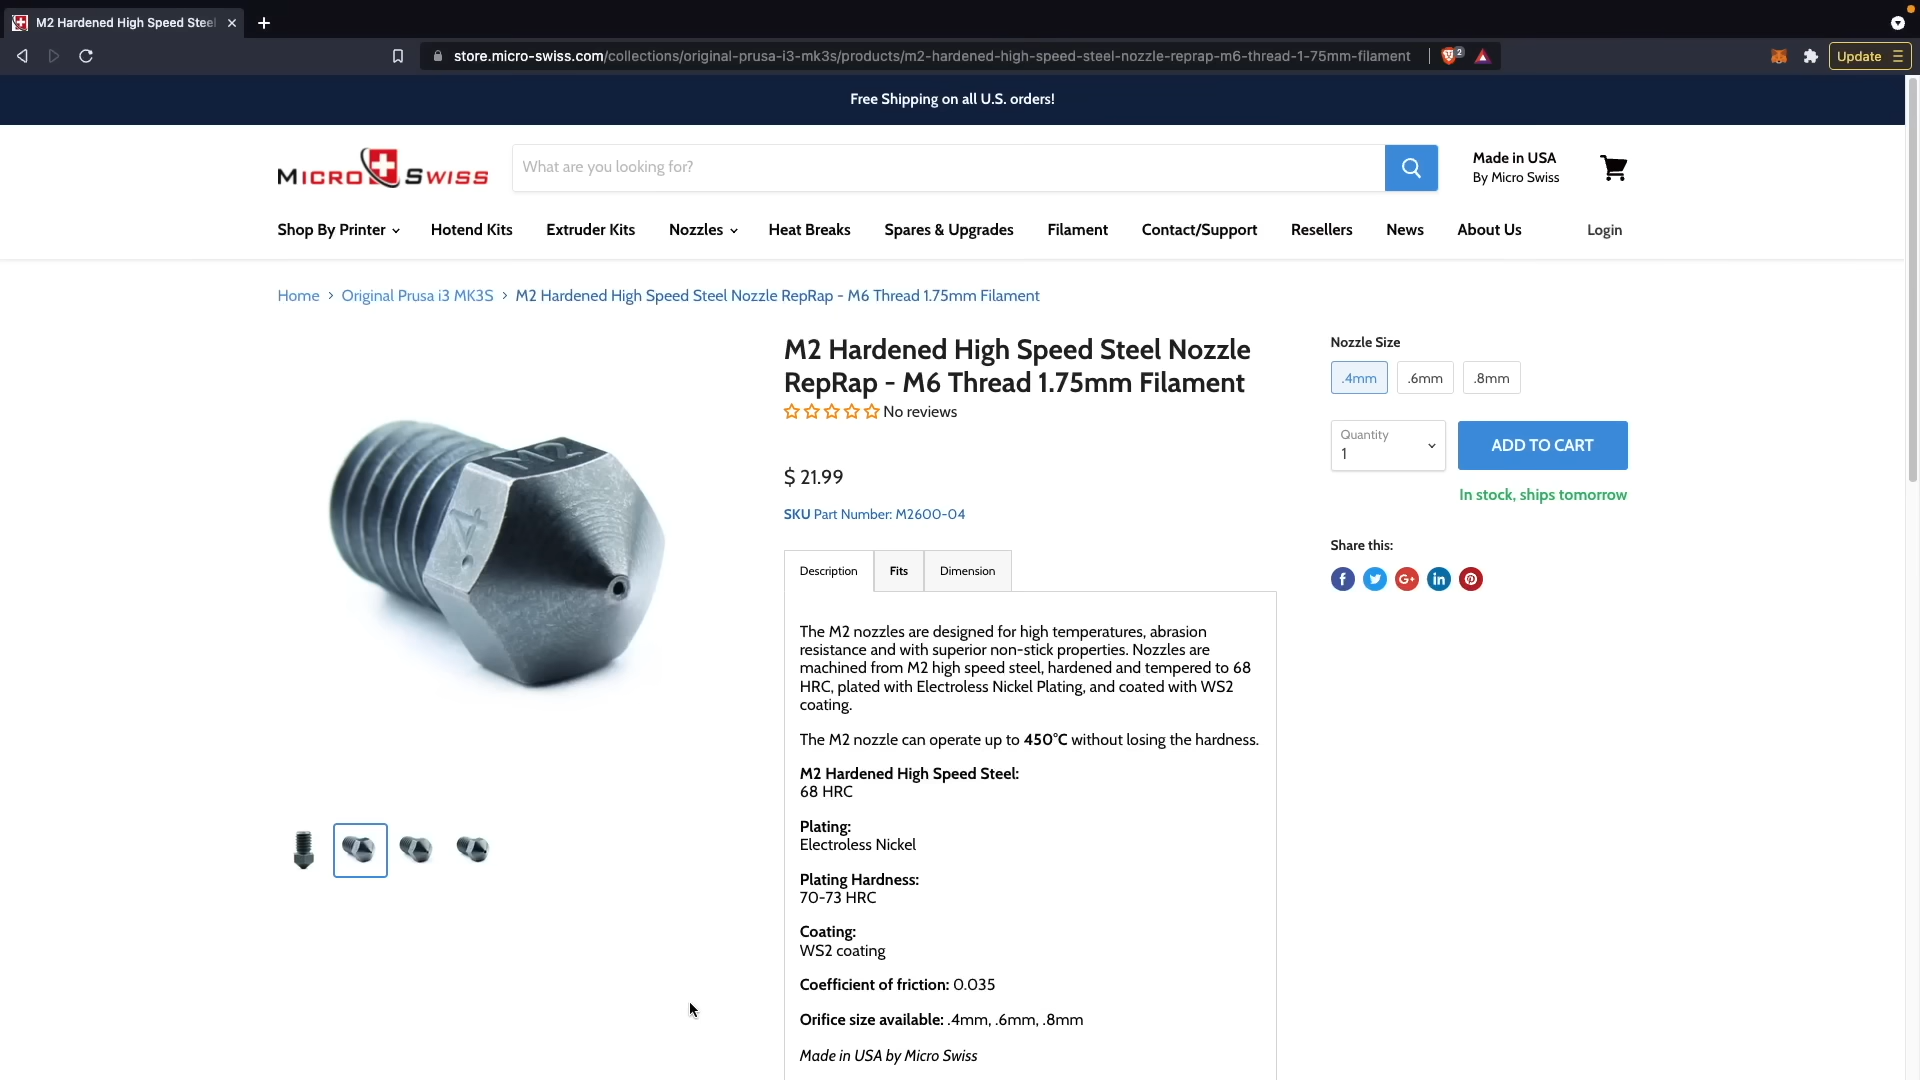 M2 Hardened High Speed Steel
store.micro-swiss.com/collections/original-prusa-i3-mk3s/products/m2-hardened-high-speed-steel-nozzle-reprap-m6-thread-1-75mm-filament
2
Update
Free Shipping on all U.S. orders!
MICRO SWISS
What are you looking for?
Made in USA
By Micro Swiss
Shop By Printer Hotend Kits Extruder Kits Nozzles Heat Breaks Spares & Upgrades Filament Contact/Support Resellers News About Us Login
Home > Original Prusa i3 MK3S > M2 Hardened High Speed Steel Nozzle RepRap - M6 Thread 1.75mm Filament
M2
.4
M2 Hardened High Speed Steel Nozzle
RepRap - M6 Thread 1.75mm Filament
No reviews
$ 21.99
SKU Part Number: M2600-04
Description Fits Dimension
The M2 nozzles are designed for high temperatures, abrasion
resistance and with superior non-stick properties. Nozzles are
machined from M2 high speed steel, hardened and tempered to 68
HRC, plated with Electroless Nickel Plating, and coated with WS2
coating.
The M2 nozzle can operate up to 450°C without losing the hardness.
M2 Hardened High Speed Steel:
68 HRC
Plating:
Electroless Nickel
Plating Hardness:
70-73 HRC
Coating:
WS2 coating
Coefficient of friction: 0.035
Orifice size available: .4mm, .6mm, .8mm
Made in USA by Micro Swiss
Nozzle Size
.4mm .6mm .8mm
Quantity
1
ADD TO CART
In stock, ships tomorrow
Share this: